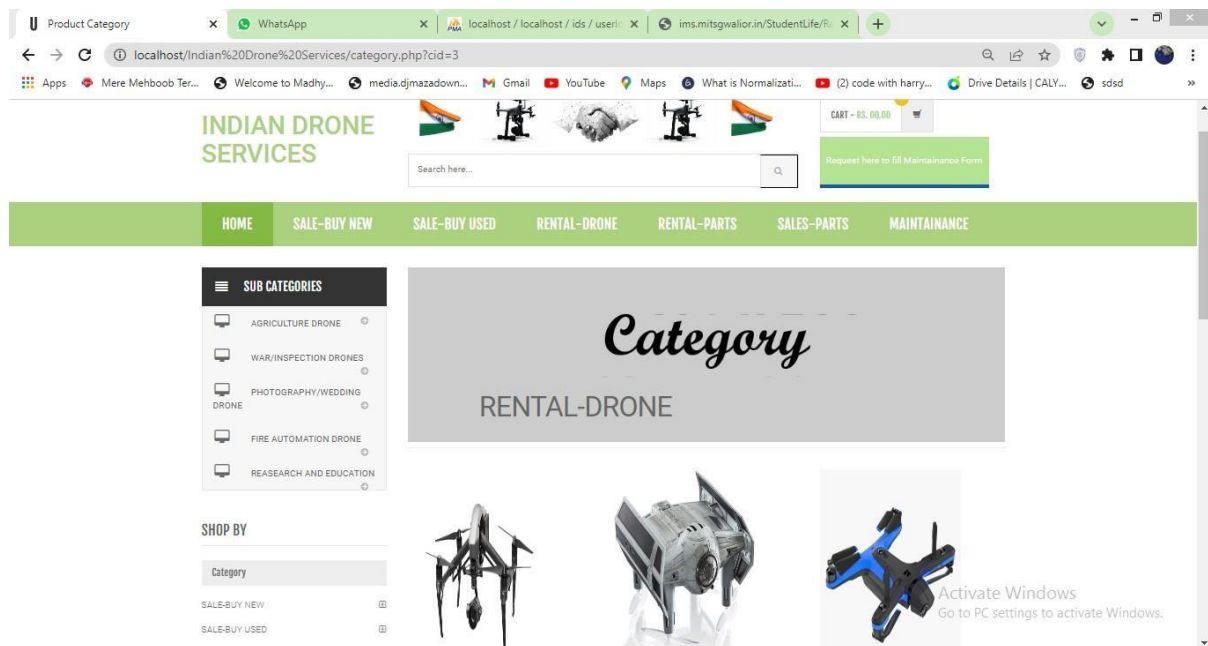 Product Category
WhatsApp
localhost / localhost / ids / userlo
ims.mitsgwalior.in/StudentLife/Re
localhost/Indian%20Drone%20Services/category.php?cid=3
Apps
Mere Mehboob Ter...
Welcome to Madhy...
media.djmazadown...
Gmail
YouTube
Maps
What is Normalizati...
(2) code with harry...
Drive Details | CALY...
sdsd
INDIAN DRONE
SERVICES
CART - RS. 00.00
Search here...
Request here to fill Maintainance Form
HOME SALE-BUY NEW SALE-BUY USED RENTAL-DRONE RENTAL-PARTS SALES-PARTS MAINTAINANCE
SUB CATEGORIES
AGRICULTURE DRONE
WAR/INSPECTION DRONES
PHOTOGRAPHY/WEDDING
DRONE
FIRE AUTOMATION DRONE
REASEARCH AND EDUCATION
Category
RENTAL-DRONE
SHOP BY
Category
SALE-BUY NEW
SALE-BUY USED
Activate Windows
Go to PC settings to activate Windows.